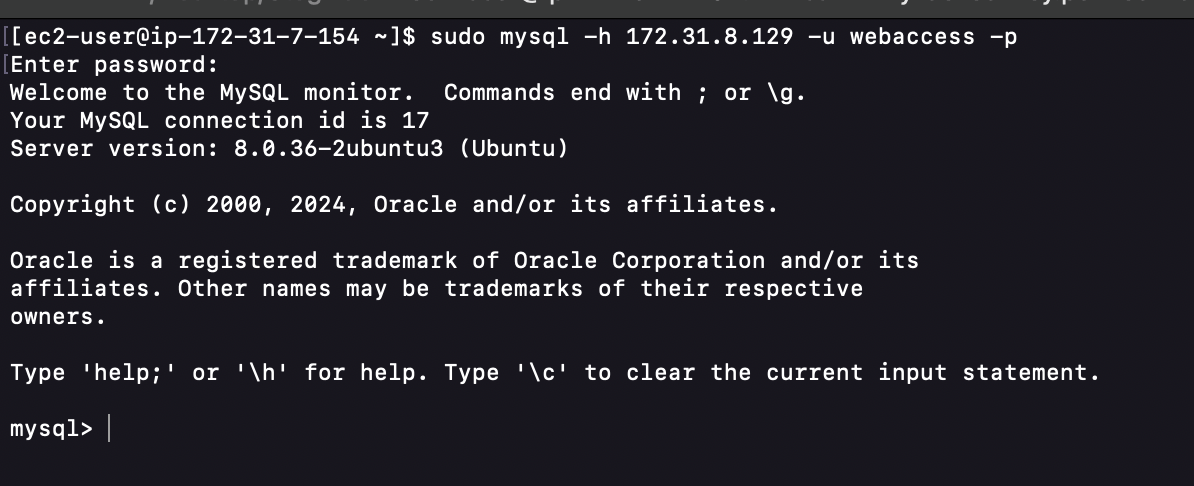 [[ec2-user@ip-172-31-7-154 ~]$ sudo mysql -h 172.31.8.129 -u webaccess -p
[Enter password:
Welcome to the MySQL monitor.  Commands end with ; or \g.
Your MySQL connection id is 17
Server version: 8.0.36-2ubuntu3 (Ubuntu)

Copyright (c) 2000, 2024, Oracle and/or its affiliates.

Oracle is a registered trademark of Oracle Corporation and/or its
affiliates. Other names may be trademarks of their respective
owners.

Type 'help;' or '\h' for help. Type '\c' to clear the current input statement.

mysql>